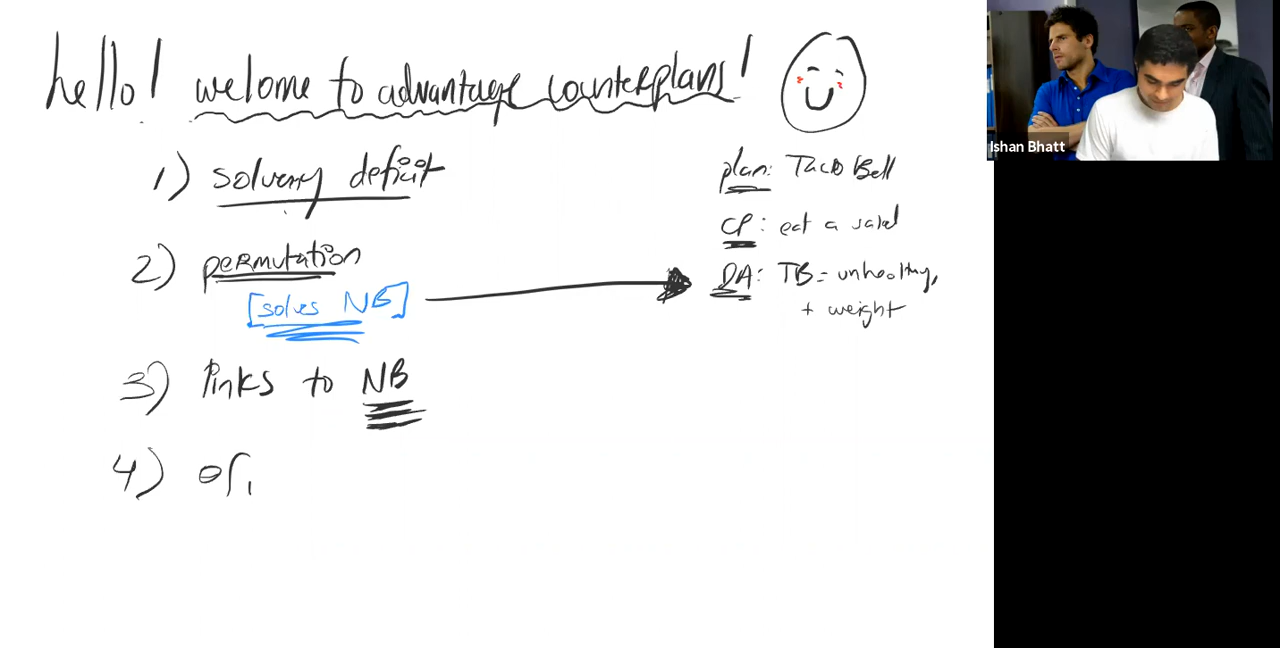 hello! welcome to advantage counterplans!
1) solvency deficit
2) permutation
[solves NB]
3) links to NB
4) of
plan: Taco Bell
CP: eat a salad
DA: TB = unhealthy,
+ weight
Ishan Bhatt